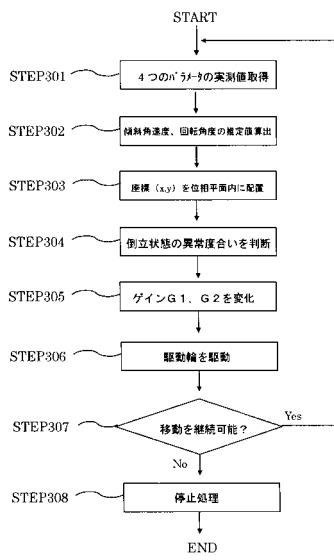 START
STEP301
4つのパラメータの実測値取得
STEP302
傾斜角速度、回転角度の推定値算出
STEP303
座標(x,y)を位相平面内に配置
STEP304
倒立状態の異常度合いを判断
STEP305
ゲインG1、G2を変化
STEP306
駆動輪を駆動
STEP307
移動を継続可能?
Yes
No
STEP308
停止処理
END